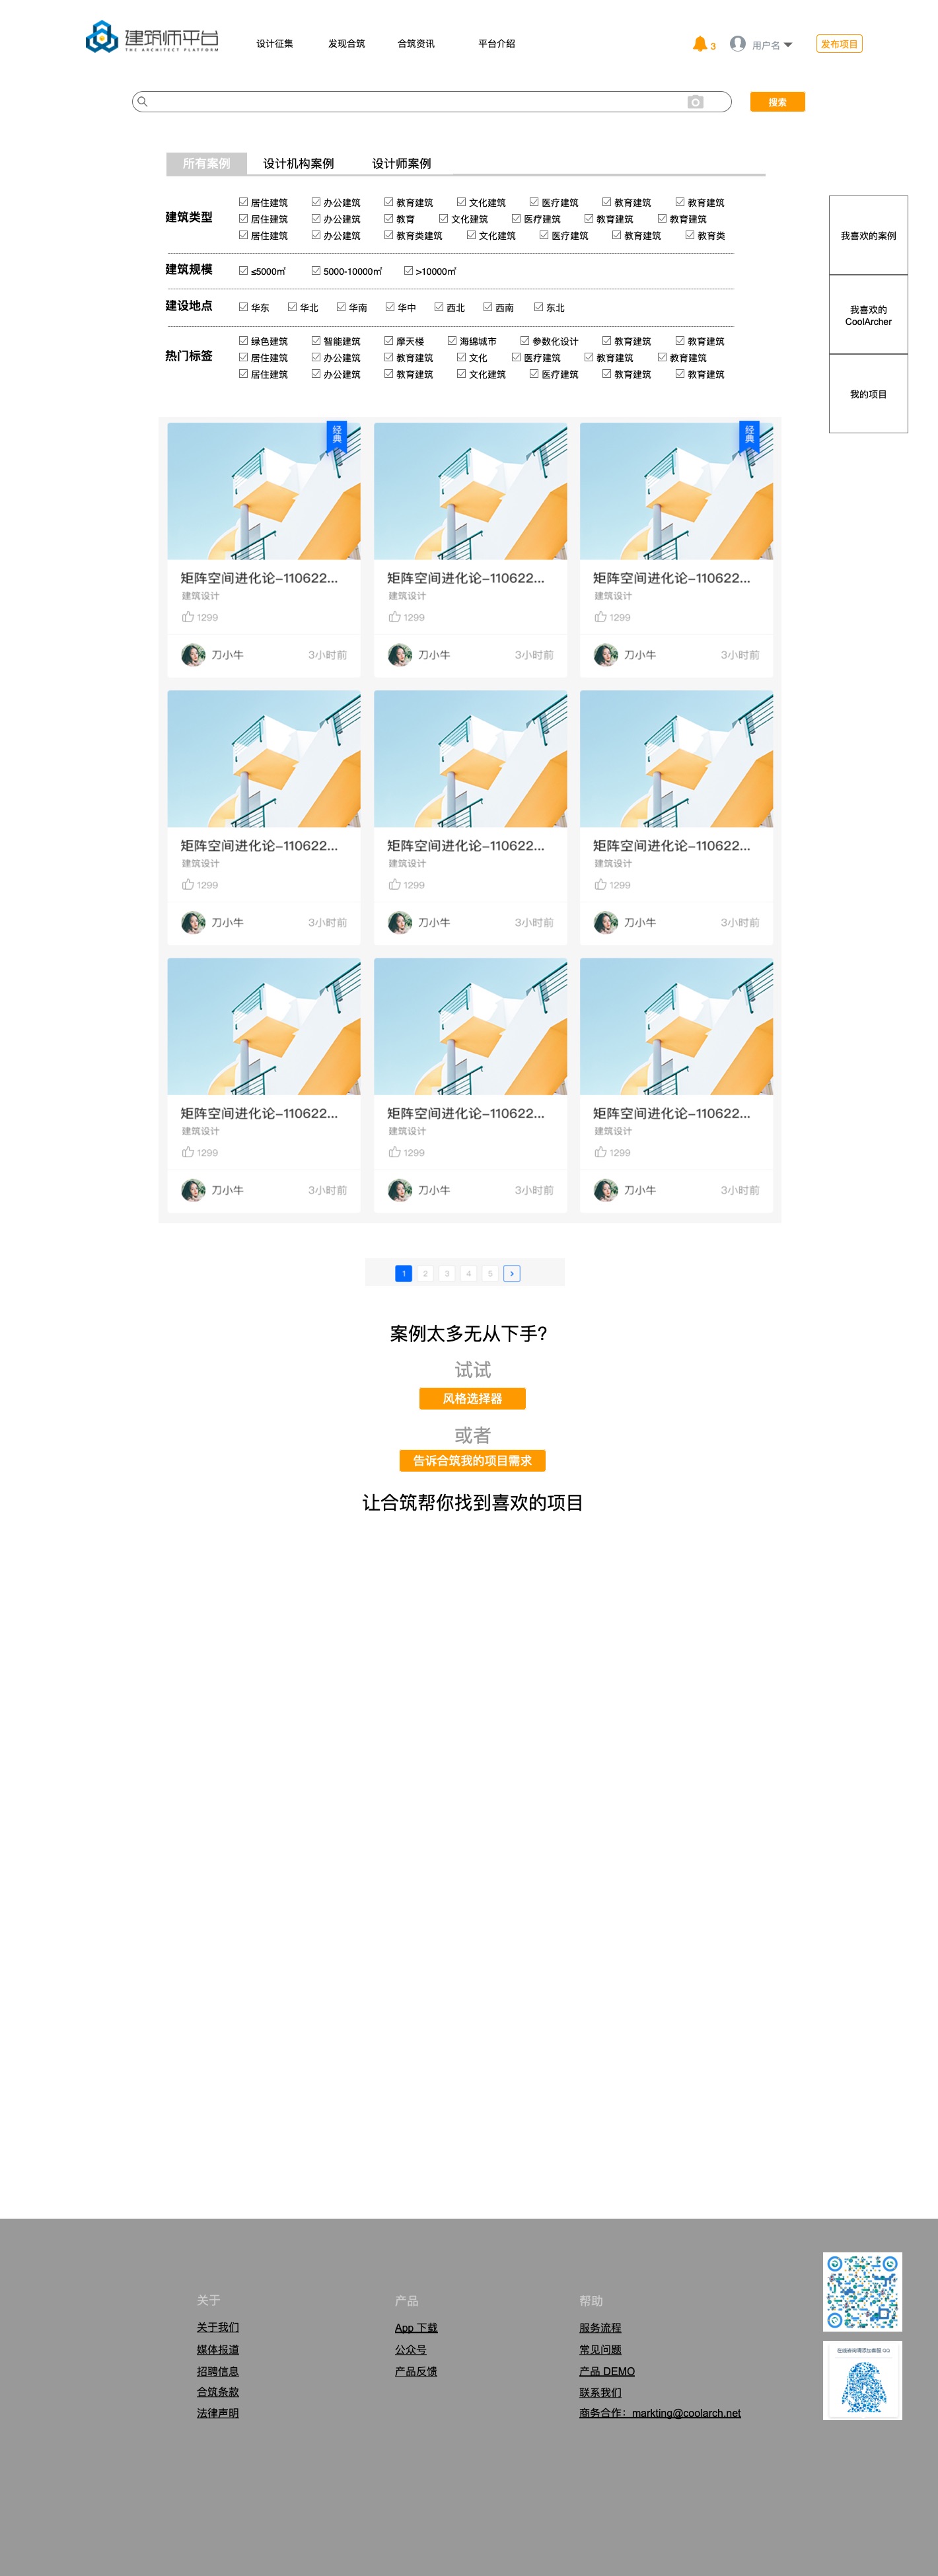 建筑师平台
THE ARCHITECT PLATFORM
设计征集 发现合筑 合筑资讯 平台介绍
3 用户名 发布项目
搜索
所有案例 设计机构案例 设计师案例
建筑类型
居住建筑 办公建筑 教育建筑 文化建筑 医疗建筑 教育建筑 教育建筑
居住建筑 办公建筑 教育 文化建筑 医疗建筑 教育建筑 教育建筑
居住建筑 办公建筑 教育类建筑 文化建筑 医疗建筑 教育建筑 教育类
建筑规模
≤5000㎡ 5000-10000㎡ >10000㎡
建设地点
华东 华北 华南 华中 西北 西南 东北
热门标签
绿色建筑 智能建筑 摩天楼 海绵城市 参数化设计 教育建筑 教育建筑
居住建筑 办公建筑 教育建筑 文化 医疗建筑 教育建筑 教育建筑
居住建筑 办公建筑 教育建筑 文化建筑 医疗建筑 教育建筑 教育建筑
我喜欢的案例
我喜欢的
CoolArcher
我的项目
经典 经典
矩阵空间进化论-110622... 矩阵空间进化论-110622... 矩阵空间进化论-110622...
建筑设计 建筑设计 建筑设计
1299 1299 1299
刀小牛 3小时前 刀小牛 3小时前 刀小牛 3小时前
矩阵空间进化论-110622... 矩阵空间进化论-110622... 矩阵空间进化论-110622...
建筑设计 建筑设计 建筑设计
1299 1299 1299
刀小牛 3小时前 刀小牛 3小时前 刀小牛 3小时前
矩阵空间进化论-110622... 矩阵空间进化论-110622... 矩阵空间进化论-110622...
建筑设计 建筑设计 建筑设计
1299 1299 1299
刀小牛 3小时前 刀小牛 3小时前 刀小牛 3小时前
1 2 3 4 5 >
案例太多无从下手?
试试
风格选择器
或者
告诉合筑我的项目需求
让合筑帮你找到喜欢的项目
关于
关于我们
媒体报道
招聘信息
合筑条款
法律声明
产品
App 下载
公众号
产品反馈
帮助
服务流程
常见问题
产品 DEMO
联系我们
商务合作：markting@coolarch.net